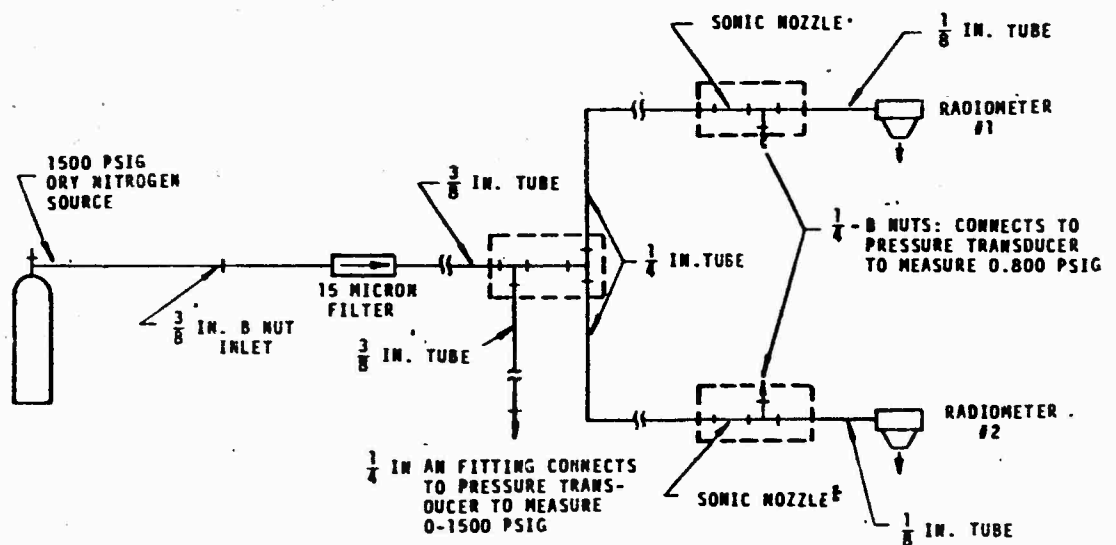 SONIC NOZZLE
1/8 IN. TUBE
RADIOMETER
#1
1500 PSIG
ORY NITROGEN
SOURCE
3/8 IN. TUBE
1/4 - B NUTS: CONNECTS TO
PRESSURE TRANSDUCER
TO MEASURE 0.800 PSIG
1/4 IN. TUBE
15 MICRON
FILTER
3/8 IN. B NUT
INLET
3/8 IN. TUBE
RADIOMETER
#2
1/4 IN AN FITTING CONNECTS
TO PRESSURE TRANS-
DUCER TO MEASURE
0-1500 PSIG
SONIC NOZZLE
1/8 IN. TUBE